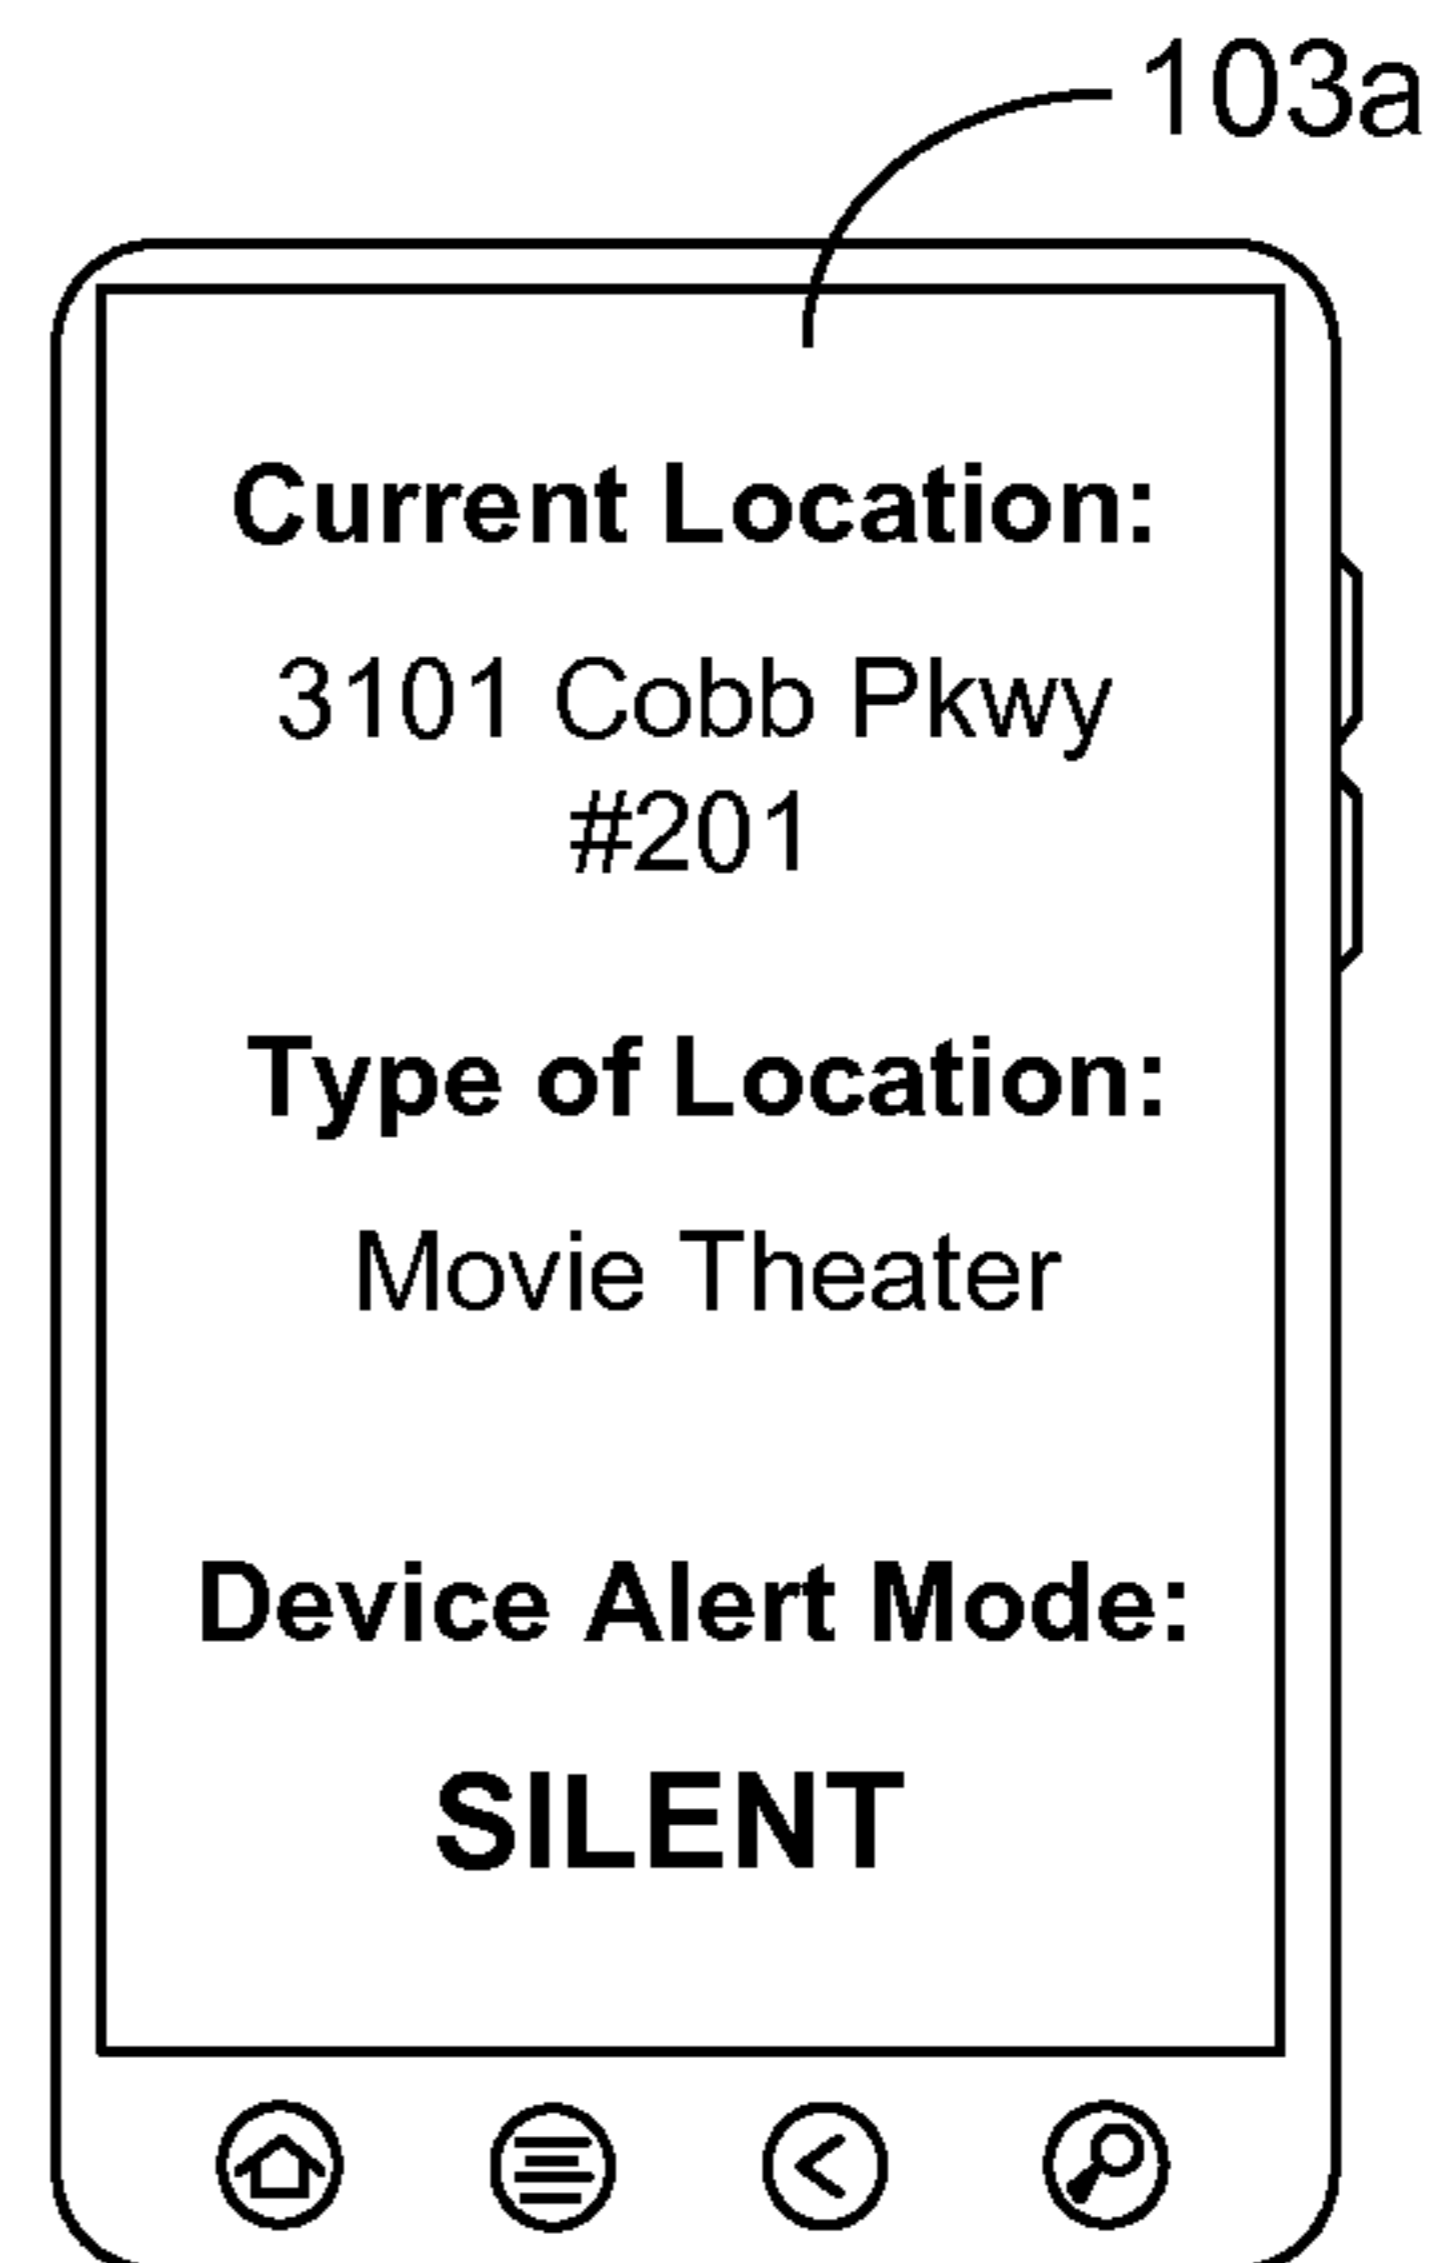 103a
Current Location:
3101 Cobb Pkwy
#201
Type of Location:
Movie Theater
Device Alert Mode:
SILENT